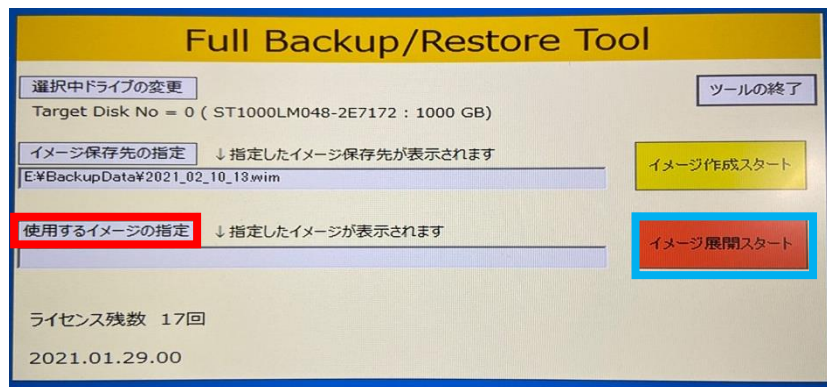 Full Backup/Restore Tool
選択中ドライブの変更
ツールの終了
Target Disk No = 0 ( ST1000LM048-2E7172 : 1000 GB)
イメージ保存先の指定 ↓指定したイメージ保存先が表示されます
イメージ作成スタート
E:¥BackupData¥2021_02_10_13.wim
使用するイメージの指定 ↓指定したイメージが表示されます
イメージ展開スタート
ライセンス残数 17回
2021.01.29.00